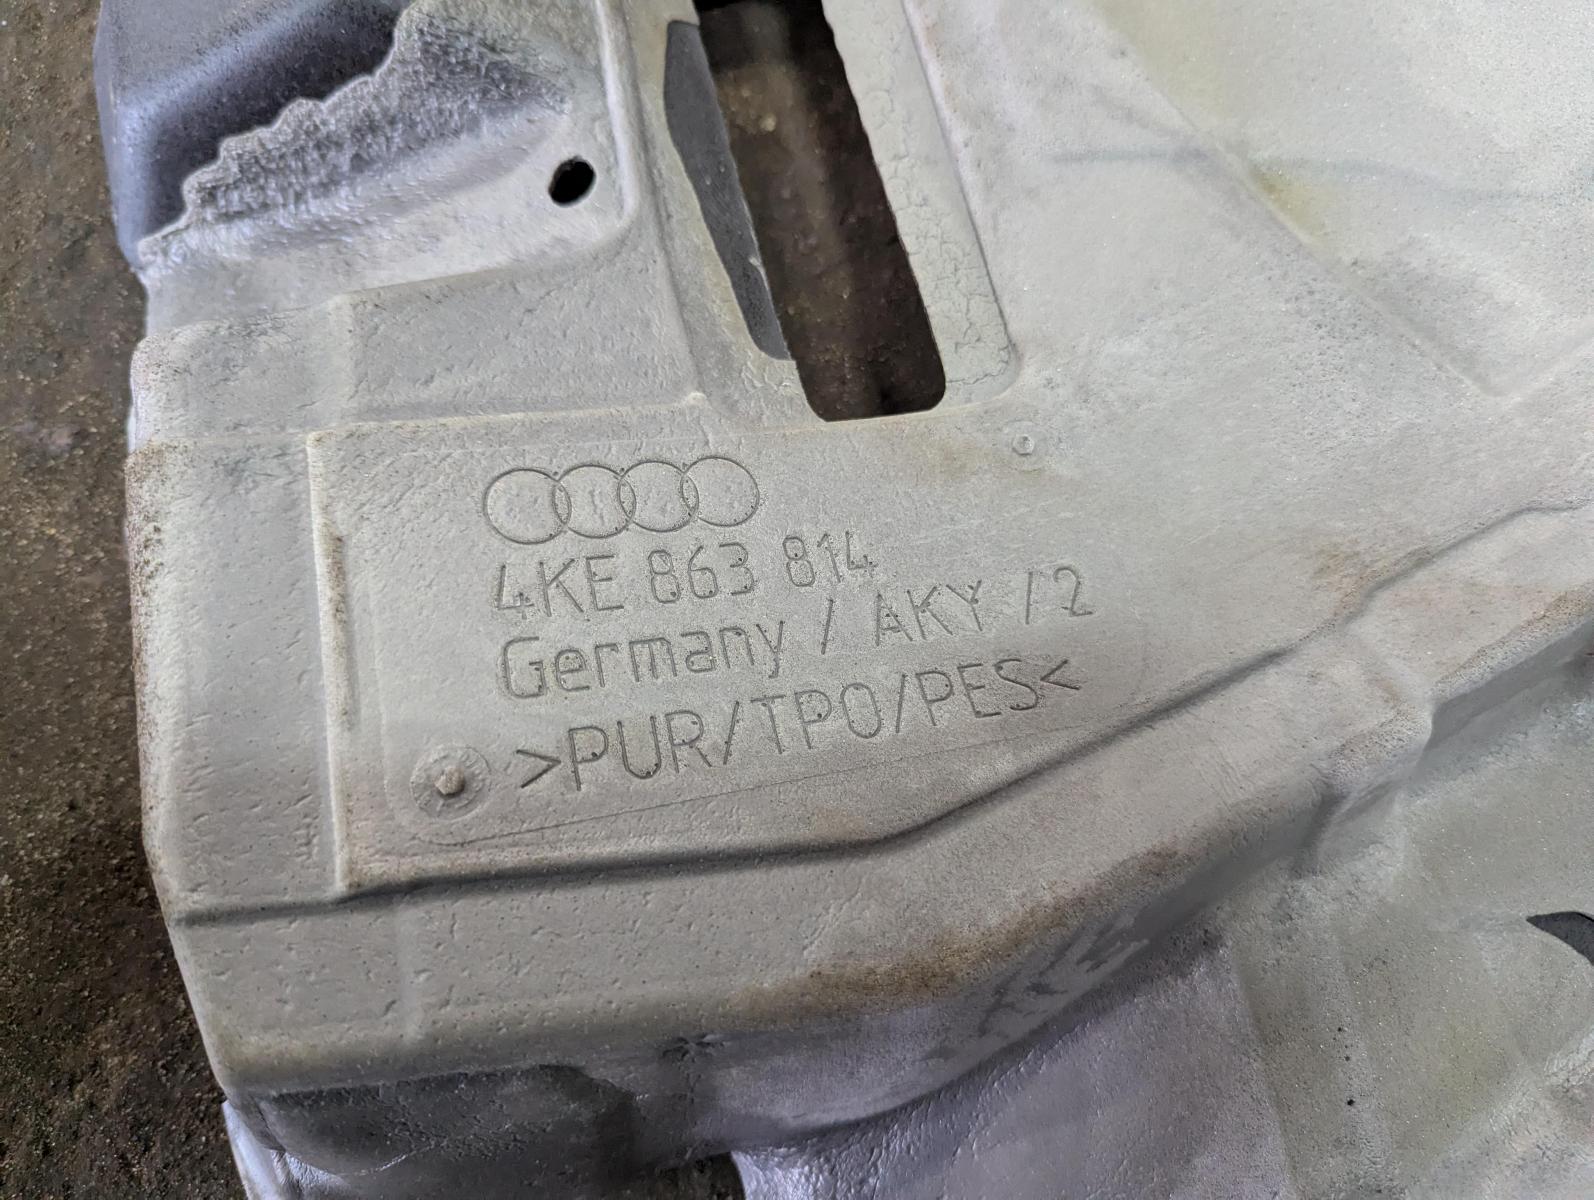 4KE 863 814
Germany / AKY / 2
>PUR/TPO/PES<